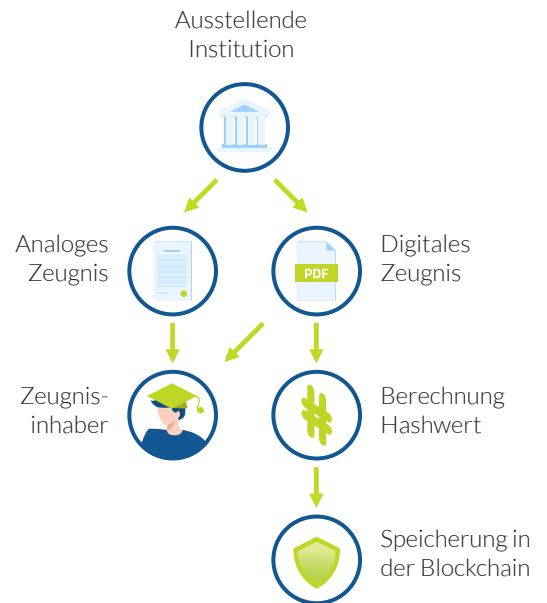 Ausstellende
Institution
Analoges
Zeugnis
PDF
Digitales
Zeugnis
Zeugnis-
inhaber
Berechnung
Hashwert
Speicherung in
der Blockchain